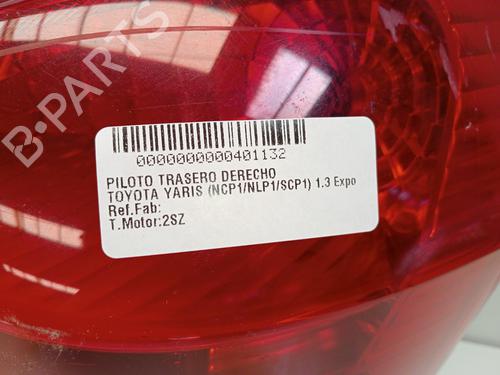 B-PARTS
0000000000401132
PILOTO TRASERO DERECHO
TOYOTA YARIS (NCP1/NLP1/SCP1) 1.3 Expo
Ref.Fab:
T.Motor:2SZ